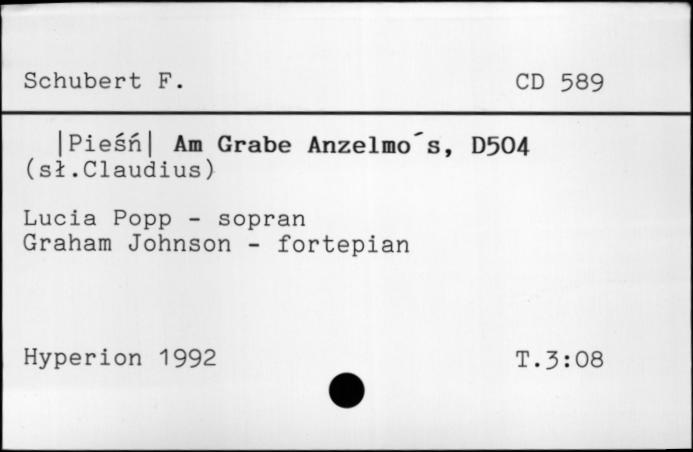 Schubert F. CD 589
|Pieśń| Am Grabe Anzelmo´s, D504
(sł.Claudius)
Lucia Popp - sopran
Graham Johnson - fortepian
Hyperion 1992 T.3:08